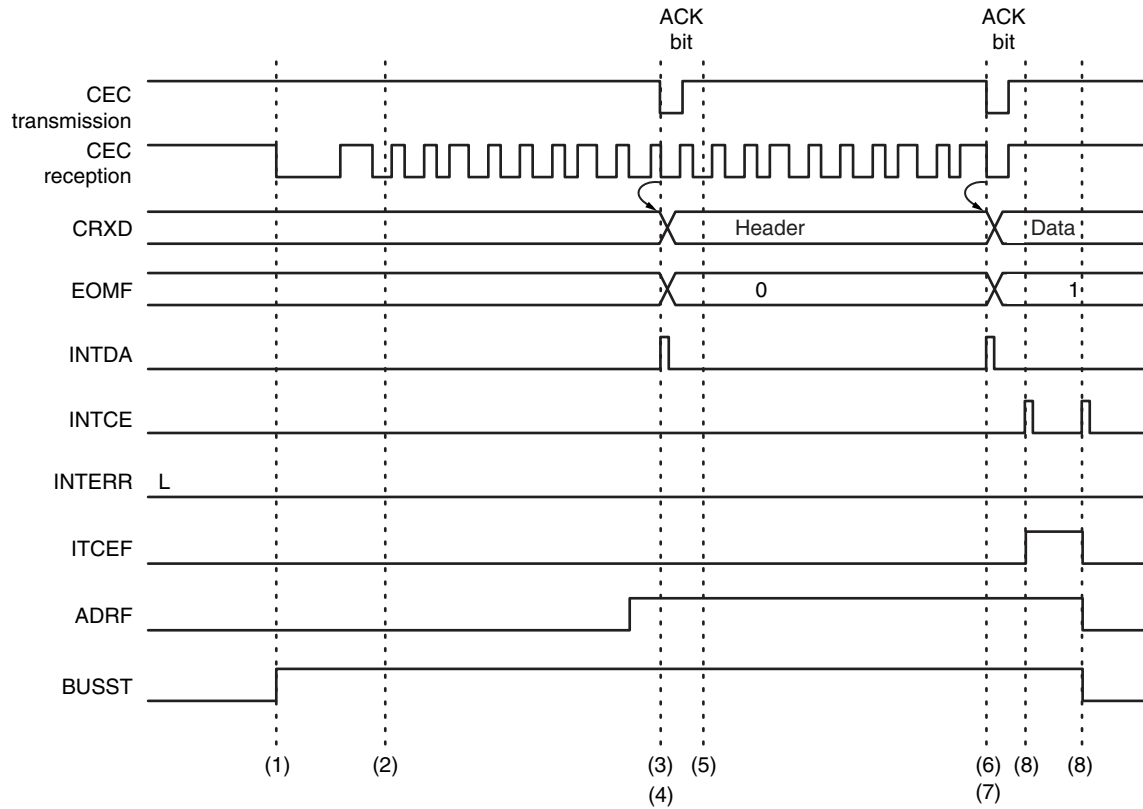 ACK
bit
ACK
bit
CEC
transmission
CEC
reception
CRXD
Header
Data
EOMF
0
1
INTDA
INTCE
INTERR L
ITCEF
ADRF
BUSST
(1) (2) (3) (5) (6) (8) (8)
(4) (7)